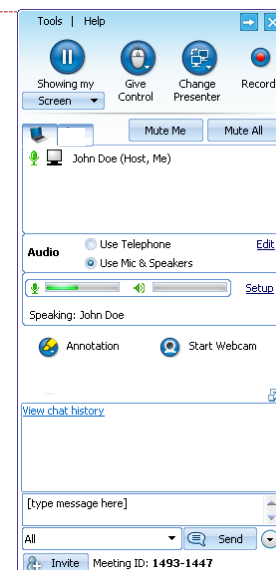 Tools | Help
Showing my Give Change Record
Screen Control Presenter
Mute Me Mute All
John Doe (Host, Me)
Audio Use Telephone Edit
Use Mic & Speakers
Setup
Speaking: John Doe
Annotation Start Webcam
View chat history
[type message here]
All Send
Invite Meeting ID: 1493-1447